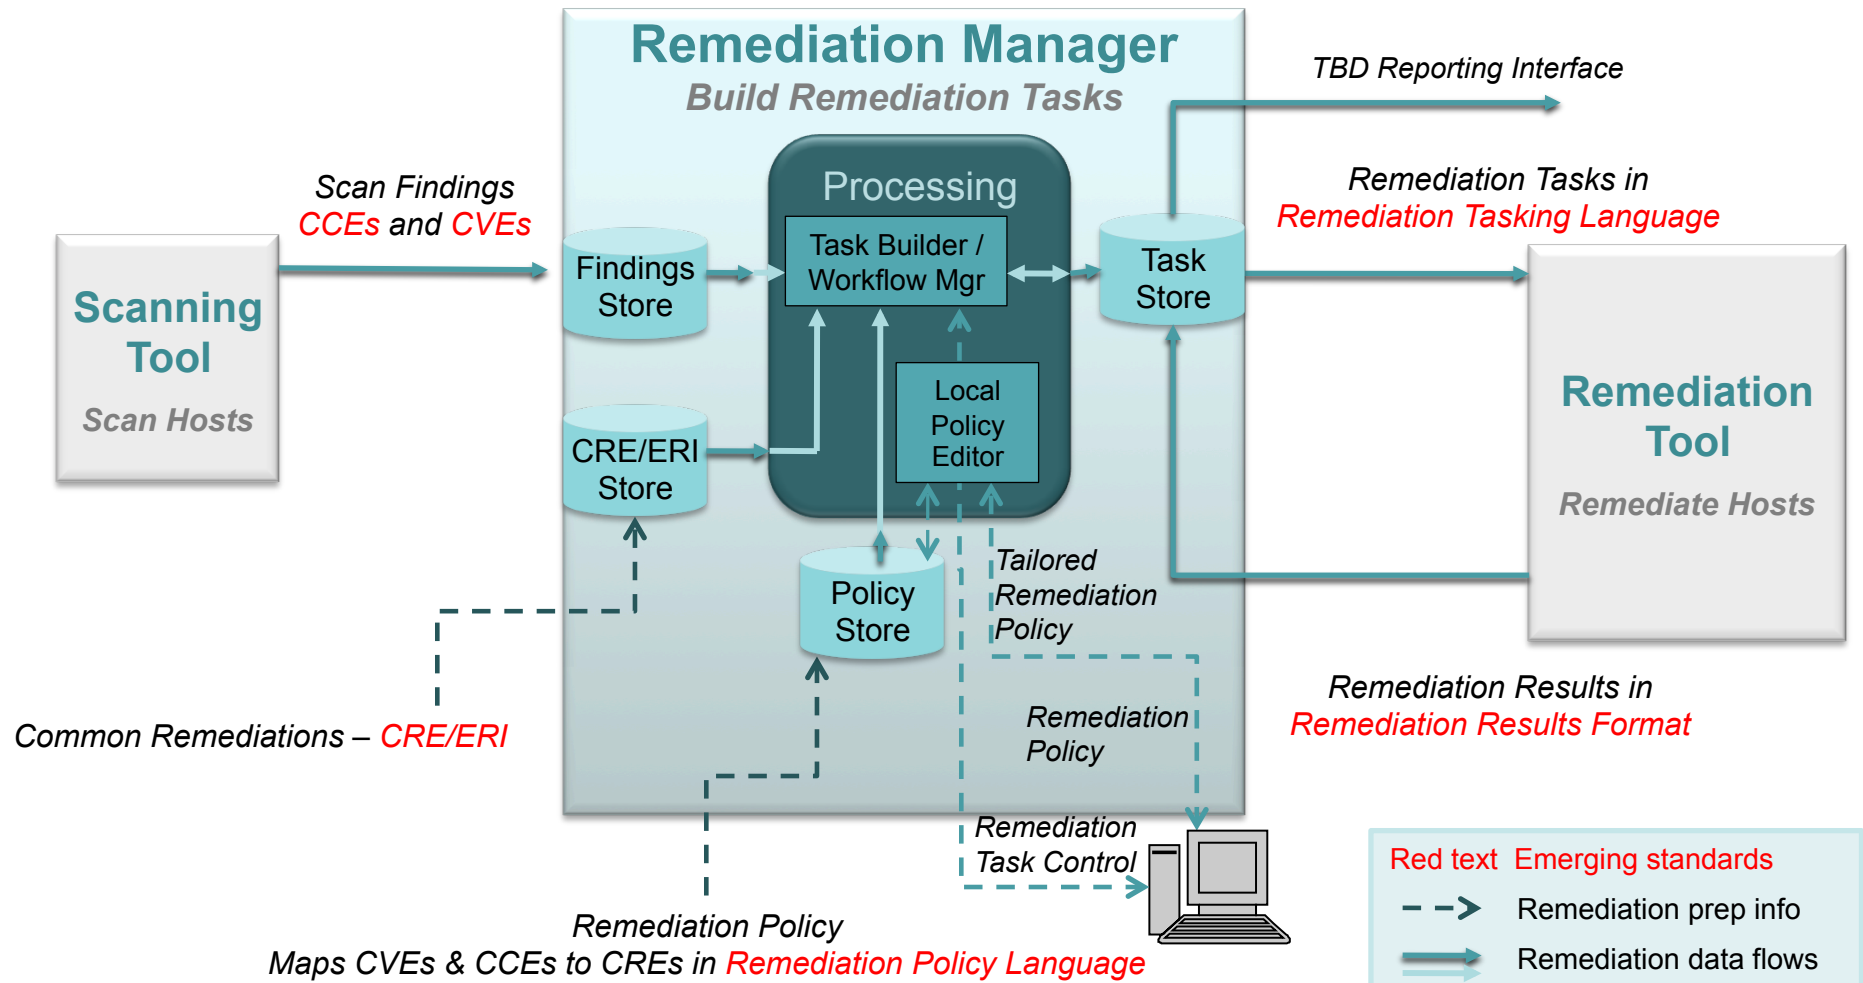 Remediation Manager
Build Remediation Tasks
TBD Reporting Interface
Scan Findings
CCEs and CVEs
Processing
Remediation Tasks in
Remediation Tasking Language
Scanning
Tool
Scan Hosts
Findings
Store
Task Builder /
Workflow Mgr
Task
Store
Local
Policy
Editor
CRE/ERI
Store
Remediation
Tool
Remediate Hosts
Policy
Store
Tailored
Remediation
Policy
Common Remediations – CRE/ERI
Remediation
Policy
Remediation Results in
Remediation Results Format
Remediation
Task Control
Remediation Policy
Maps CVEs & CCEs to CREs in Remediation Policy Language
Red text Emerging standards
Remediation prep info
Remediation data flows